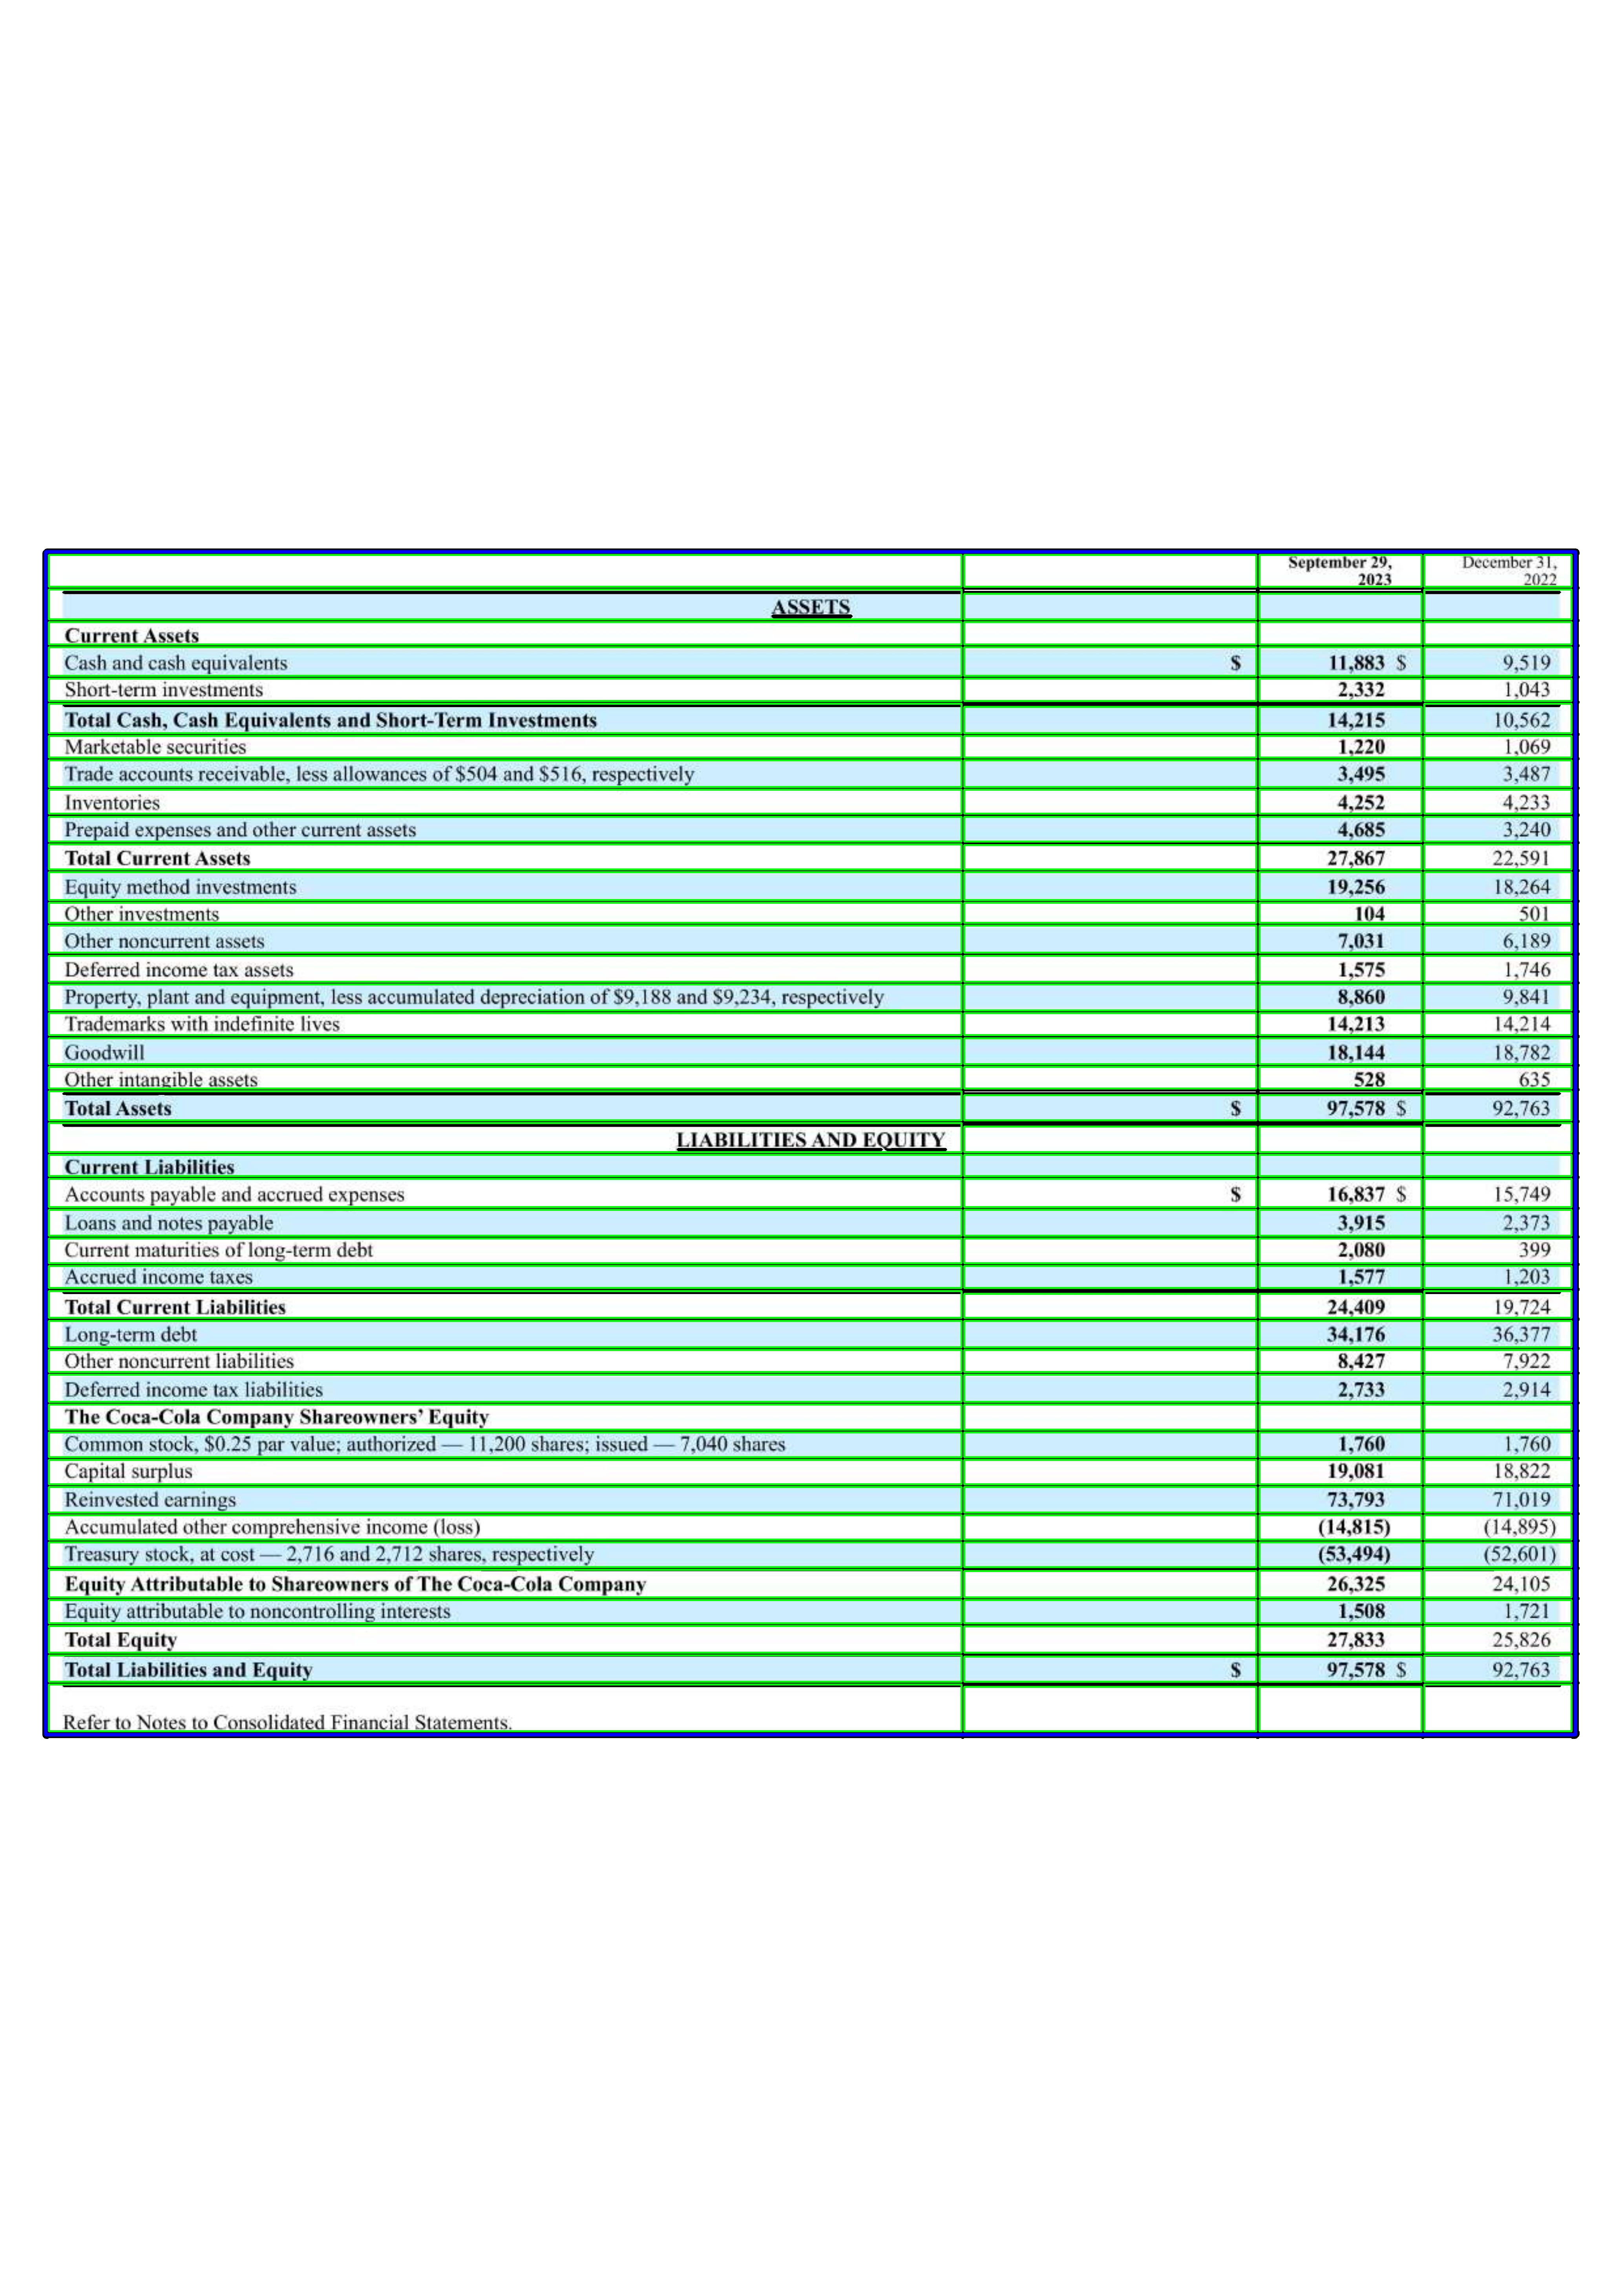 September 29, December 31,
2023 2022
ASSETS
Current Assets
Cash and cash equivalents $ 11,883 $ 9,519
Short-term investments 2,332 1,043
Total Cash, Cash Equivalents and Short-Term Investments 14,215 10,562
Marketable securities 1,220 1,069
Trade accounts receivable, less allowances of $504 and $516, respectively 3,495 3,487
Inventories 4,252 4,233
Prepaid expenses and other current assets 4,685 3,240
Total Current Assets 27,867 22,591
Equity method investments 19,256 18,264
Other investments 104 501
Other noncurrent assets 7,031 6,189
Deferred income tax assets 1,575 1,746
Property, plant and equipment, less accumulated depreciation of $9,188 and $9,234, respectively 8,860 9,841
Trademarks with indefinite lives 14,213 14,214
Goodwill 18,144 18,782
Other intangible assets 528 635
Total Assets $ 97,578 $ 92,763
LIABILITIES AND EQUITY
Current Liabilities
Accounts payable and accrued expenses $ 16,837 $ 15,749
Loans and notes payable 3,915 2,373
Current maturities of long-term debt 2,080 399
Accrued income taxes 1,577 1,203
Total Current Liabilities 24,409 19,724
Long-term debt 34,176 36,377
Other noncurrent liabilities 8,427 7,922
Deferred income tax liabilities 2,733 2,914
The Coca-Cola Company Shareowners’ Equity
Common stock, $0.25 par value; authorized — 11,200 shares; issued — 7,040 shares 1,760 1,760
Capital surplus 19,081 18,822
Reinvested earnings 73,793 71,019
Accumulated other comprehensive income (loss) (14,815) (14,895)
Treasury stock, at cost — 2,716 and 2,712 shares, respectively (53,494) (52,601)
Equity Attributable to Shareowners of The Coca-Cola Company 26,325 24,105
Equity attributable to noncontrolling interests 1,508 1,721
Total Equity 27,833 25,826
Total Liabilities and Equity $ 97,578 $ 92,763
Refer to Notes to Consolidated Financial Statements.